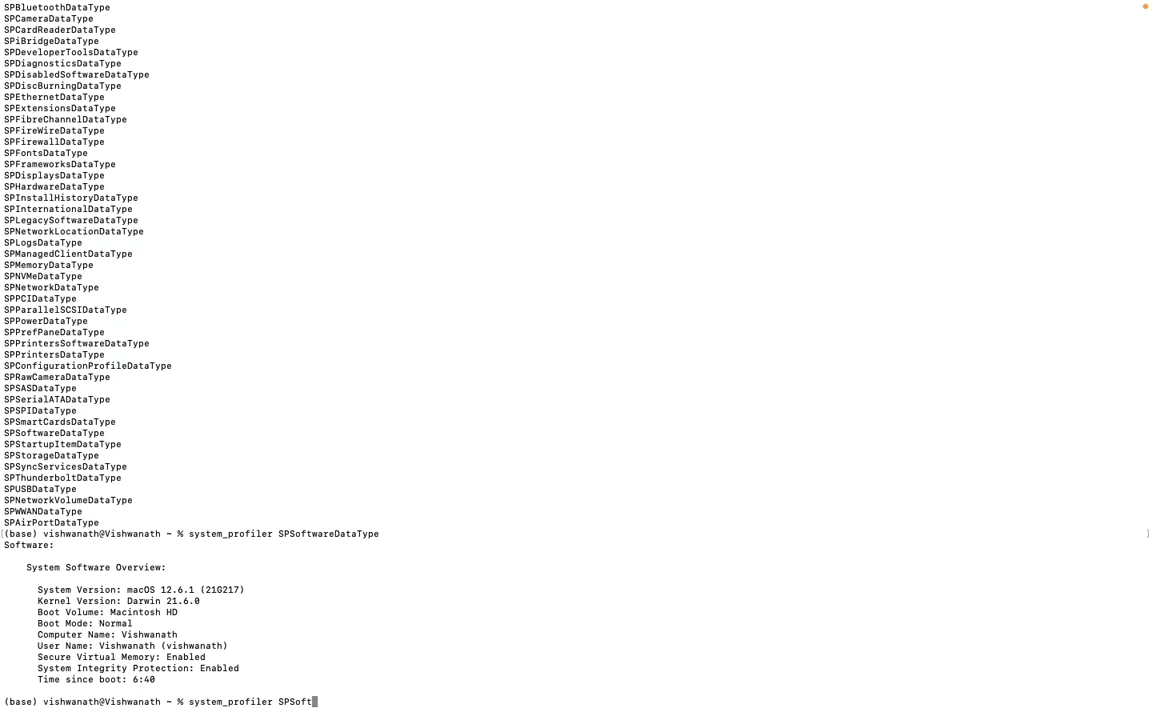 SPBluetoothDataType
SPCameraDataType
SPCardReaderDataType
SPiBridgeDataType
SPDeveloperToolsDataType
SPDiagnosticsDataType
SPDisabledSoftwareDataType
SPDiscBurningDataType
SPEthernetDataType
SPExtensionsDataType
SPFibreChannelDataType
SPFireWireDataType
SPFirewallDataType
SPFontsDataType
SPFrameworksDataType
SPDisplaysDataType
SPHardwareDataType
SPInstallHistoryDataType
SPInternationalDataType
SPLegacySoftwareDataType
SPNetworkLocationDataType
SPLogsDataType
SPManagedClientDataType
SPMemoryDataType
SPNVMeDataType
SPNetworkDataType
SPPCIDataType
SPParallelSCSIDataType
SPPowerDataType
SPPrefPaneDataType
SPPrintersSoftwareDataType
SPPrintersDataType
SPConfigurationProfileDataType
SPRawCameraDataType
SPSASDataType
SPSerialATADataType
SPSPIDataType
SPSmartCardsDataType
SPSoftwareDataType
SPStartupItemDataType
SPStorageDataType
SPSyncServicesDataType
SPThunderboltDataType
SPUSBDataType
SPNetworkVolumeDataType
SPWWANDataType
SPAirPortDataType
[(base) vishwanath@Vishwanath ~ % system_profiler SPSoftwareDataType ]
Software:
System Software Overview:
System Version: macOS 12.6.1 (21G217)
Kernel Version: Darwin 21.6.0
Boot Volume: Macintosh HD
Boot Mode: Normal
Computer Name: Vishwanath
User Name: Vishwanath (vishwanath)
Secure Virtual Memory: Enabled
System Integrity Protection: Enabled
Time since boot: 6:40
(base) vishwanath@Vishwanath ~ % system_profiler SPSoft